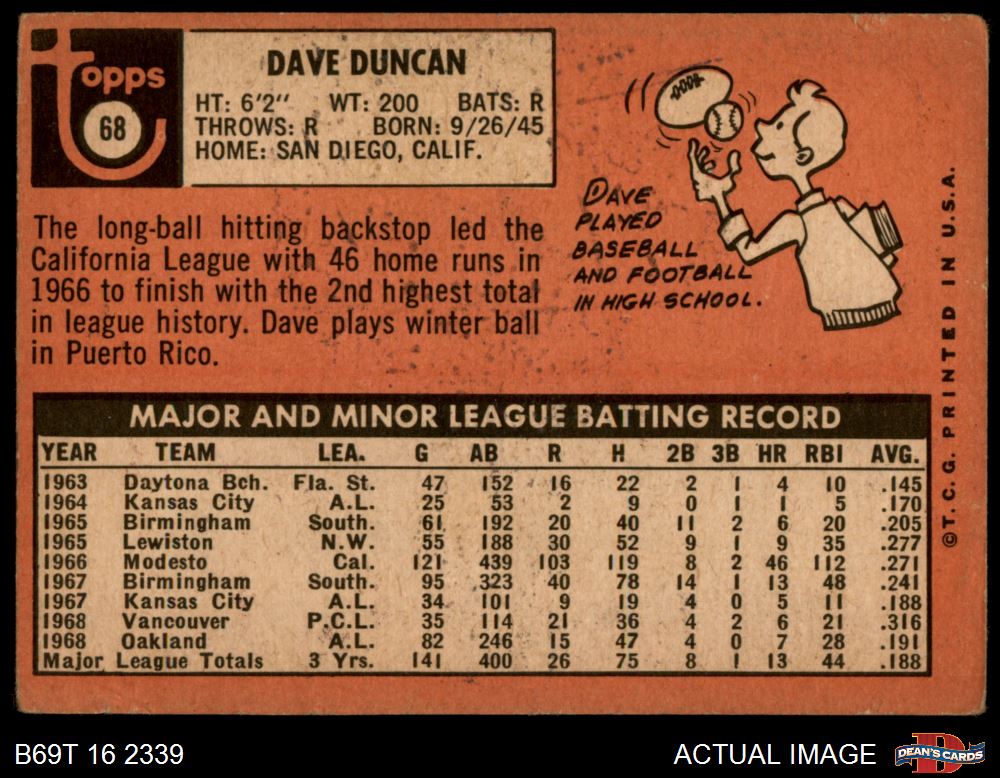 Topps
68
DAVE DUNCAN
HT: 6'2" WT: 200 BATS: R
THROWS: R BORN: 9/26/45
HOME: SAN DIEGO, CALIF.
The long-ball hitting backstop led the
California League with 46 home runs in
1966 to finish with the 2nd highest total
in league history. Dave plays winter ball
in Puerto Rico.
DAVE
PLAYED
BASEBALL
AND FOOTBALL
IN HIGH SCHOOL.
©T.C.G. PRINTED IN U.S.A.
MAJOR AND MINOR LEAGUE BATTING RECORD
YEAR TEAM LEA. G AB R H 2B 3B HR RBI AVG.
1963 Daytona Bch. Fla. St. 47 152 16 22 2 1 4 10 .145
1964 Kansas City A.L. 25 53 2 9 0 1 1 5 .170
1965 Birmingham South. 61 192 20 40 11 2 6 20 .205
1965 Lewiston N.W. 55 188 30 52 9 1 9 35 .277
1966 Modesto Cal. 121 439 103 119 8 2 46 112 .271
1967 Birmingham South. 95 323 40 78 14 1 13 48 .241
1967 Kansas City A.L. 34 101 9 19 4 0 5 11 .188
1968 Vancouver P.C.L. 35 114 21 36 4 2 6 21 .316
1968 Oakland A.L. 82 246 15 47 4 0 7 28 .191
Major League Totals 3 Yrs. 141 400 26 75 8 1 13 44 .188
B69T 16 2339
ACTUAL IMAGE
D
DEAN'S CARDS